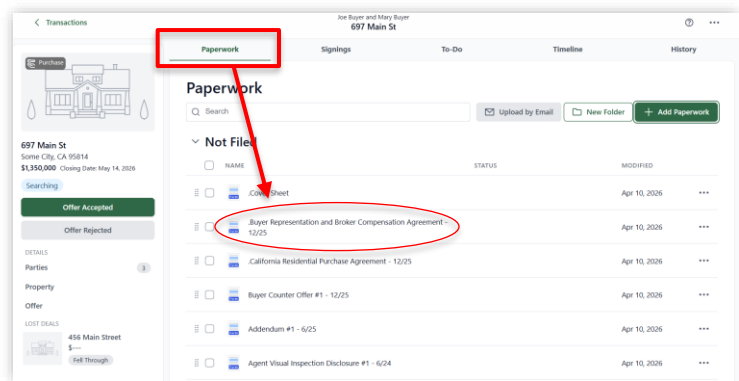 Transactions
Joe Buyer and Mary Buyer
697 Main St
Paperwork
Signings
To-Do
Timeline
History
Purchase
697 Main St
Some City, CA 95814
$1,350,000 Closing Date: May 14, 2026
Searching
Offer Accepted
Offer Rejected
DETAILS
Parties 3
Property
Offer
LOST DEALS
456 Main Street
$---
Fell Through
Paperwork
Search
Upload by Email
New Folder
+ Add Paperwork
Not Filed
NAME STATUS MODIFIED
.Cover Sheet Apr 10, 2026
.Buyer Representation and Broker Compensation Agreement -
12/25 Apr 10, 2026
.California Residential Purchase Agreement - 12/25 Apr 10, 2026
Buyer Counter Offer #1 - 12/25 Apr 10, 2026
Addendum #1 - 6/25 Apr 10, 2026
Agent Visual Inspection Disclosure #1 - 6/24 Apr 10, 2026